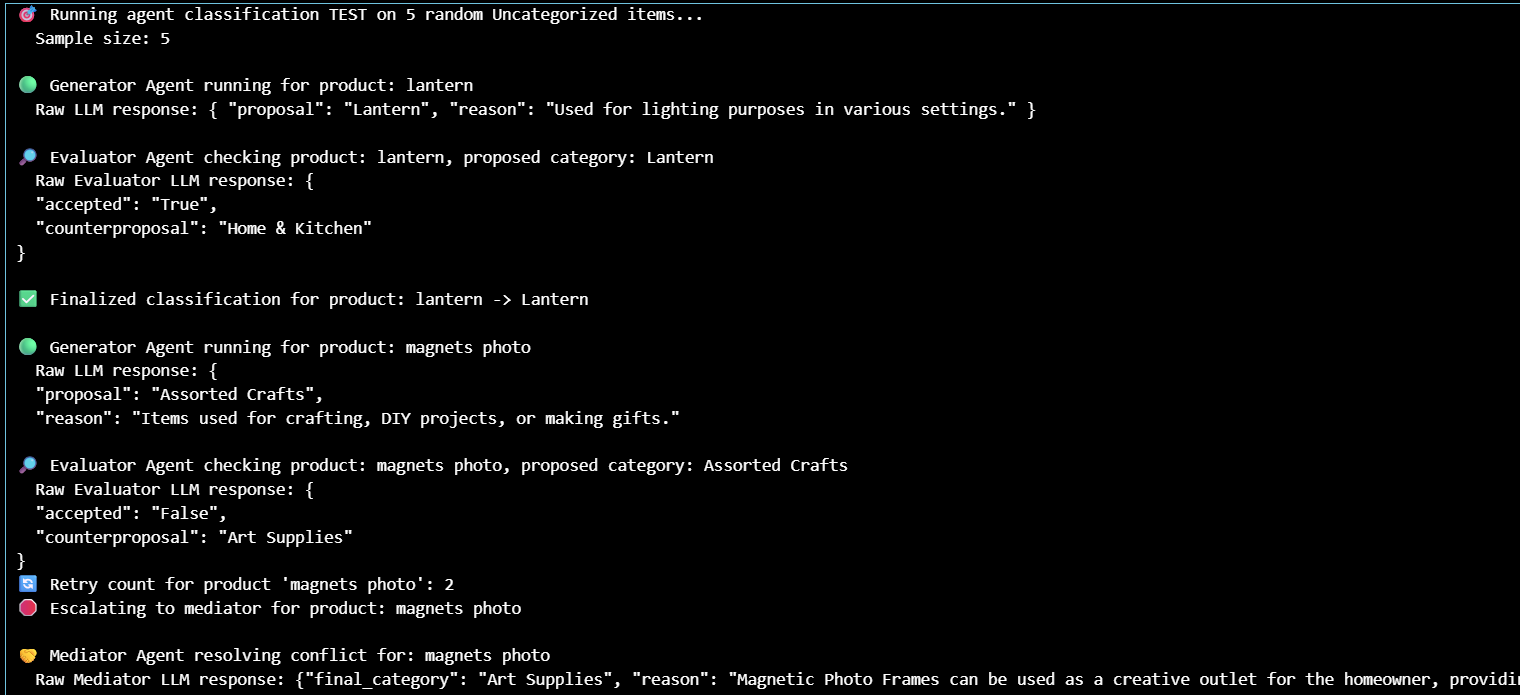 🎯 Running agent classification TEST on 5 random Uncategorized items...
Sample size: 5
🟢 Generator Agent running for product: lantern
Raw LLM response: { "proposal": "Lantern", "reason": "Used for lighting purposes in various settings." }
🔎 Evaluator Agent checking product: lantern, proposed category: Lantern
Raw Evaluator LLM response: {
"accepted": "True",
"counterproposal": "Home & Kitchen"
}
✅ Finalized classification for product: lantern -> Lantern
🟢 Generator Agent running for product: magnets photo
Raw LLM response: {
"proposal": "Assorted Crafts",
"reason": "Items used for crafting, DIY projects, or making gifts."
🔎 Evaluator Agent checking product: magnets photo, proposed category: Assorted Crafts
Raw Evaluator LLM response: {
"accepted": "False",
"counterproposal": "Art Supplies"
}
🔄 Retry count for product 'magnets photo': 2
🛑 Escalating to mediator for product: magnets photo
🤝 Mediator Agent resolving conflict for: magnets photo
Raw Mediator LLM response: {"final_category": "Art Supplies", "reason": "Magnetic Photo Frames can be used as a creative outlet for the homeowner,